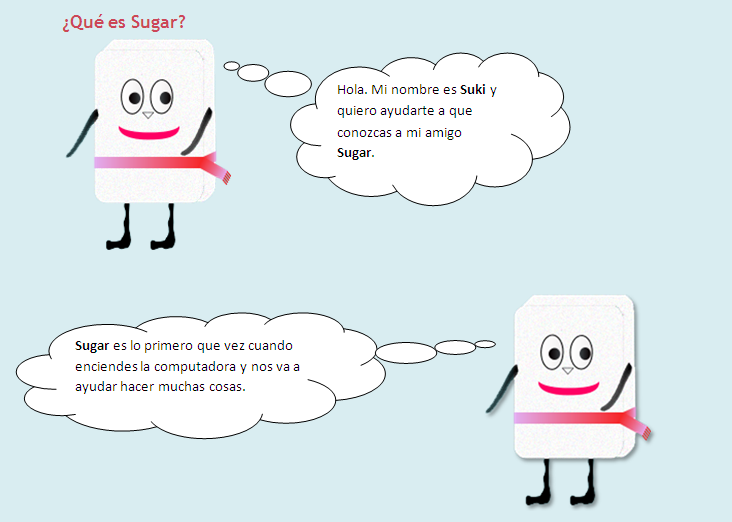 ¿Qué es Sugar?
Hola. Mi nombre es Suki y
quiero ayudarte a que
conozcas a mi amigo
Sugar.
Sugar es lo primero que vez cuando
enciendes la computadora y nos va a
ayudar hacer muchas cosas.